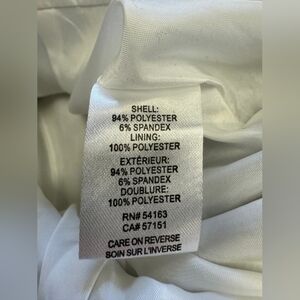 SHELL:
94% POLYESTER
6% SPANDEX
LINING:
100% POLYESTER
EXTÉRIEUR:
94% POLYESTER
6% SPANDEX
DOUBLURE:
100% POLYESTER
RN# 54163
CA# 57151
CARE ON REVERSE
SOIN SUR L'INVERSE